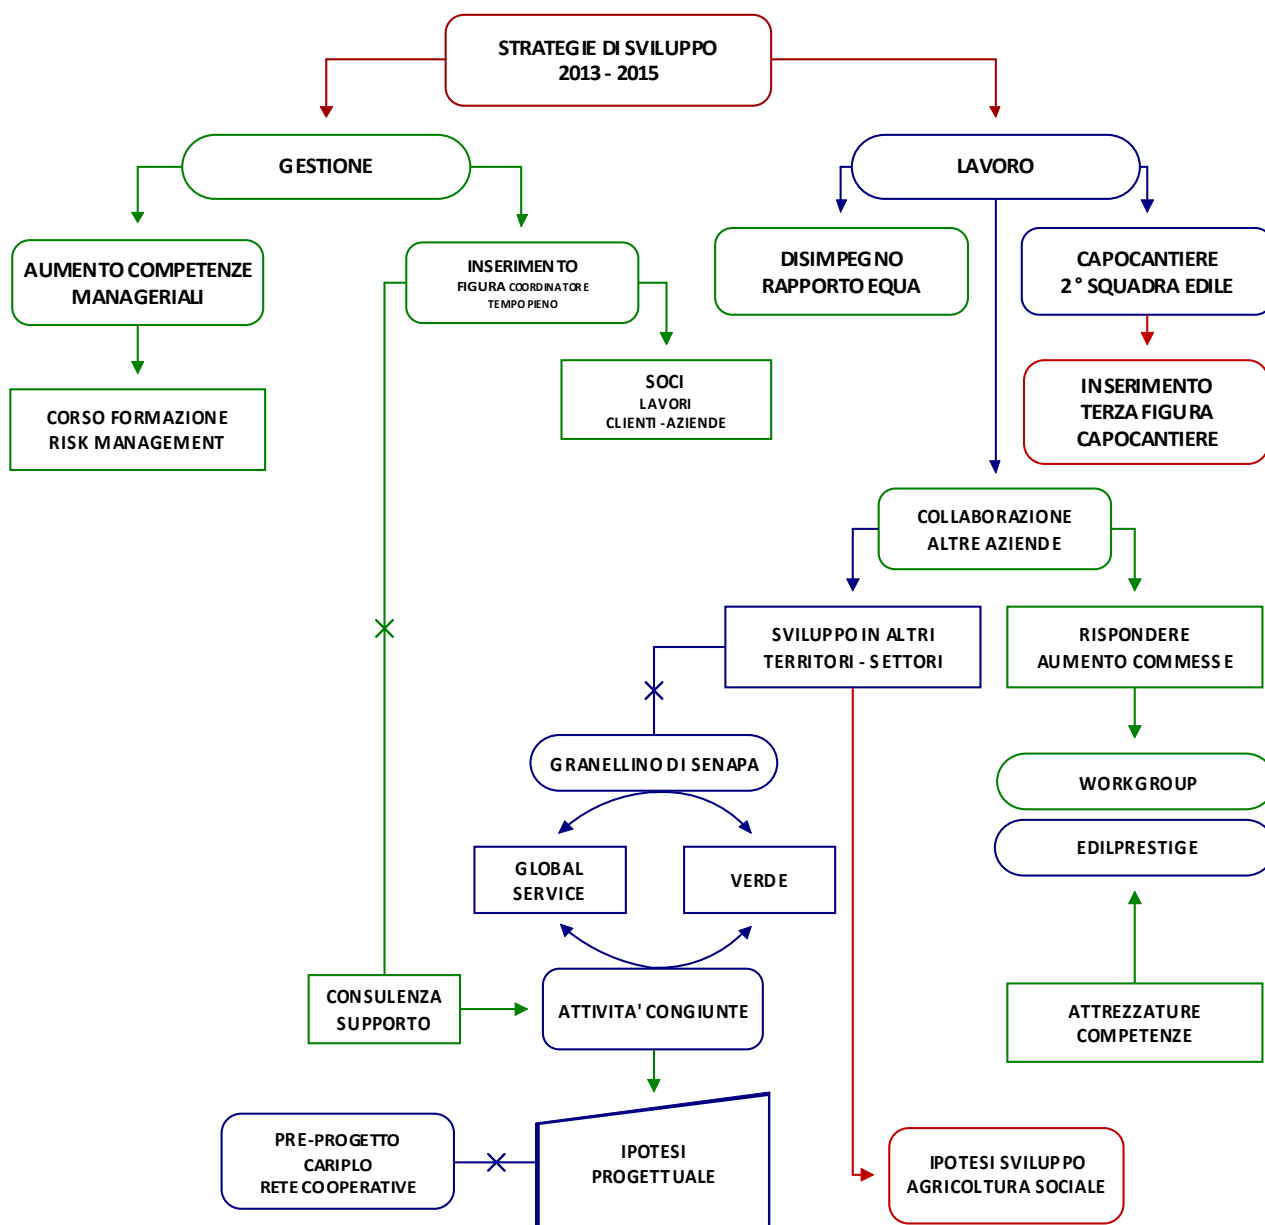 STRATEGIE DI SVILUPPO
2013 - 2015
GESTIONE
LAVORO
AUMENTO COMPETENZE
MANAGERIALI
INSERIMENTO
FIGURA COORDINATORE
TEMPO PIENO
DISIMPEGNO
RAPPORTO EQUA
CAPOCANTIERE
2° SQUADRA EDILE
CORSO FORMAZIONE
RISK MANAGEMENT
SOCI
LAVORI
CLIENTI - AZIENDE
INSERIMENTO
TERZA FIGURA
CAPOCANTIERE
COLLABORAZIONE
ALTRE AZIENDE
SVILUPPO IN ALTRI
TERRITORI - SETTORI
RISPONDERE
AUMENTO COMMESSE
GRANELLINO DI SENAPA
WORKGROUP
EDILPRESTIGE
GLOBAL
SERVICE
VERDE
CONSULENZA
SUPPORTO
ATTIVITA' CONGIUNTE
ATTREZZATURE
COMPETENZE
PRE-PROGETTO
CARIPLO
RETE COOPERATIVE
IPOTESI
PROGETTUALE
IPOTESI SVILUPPO
AGRICOLTURA SOCIALE